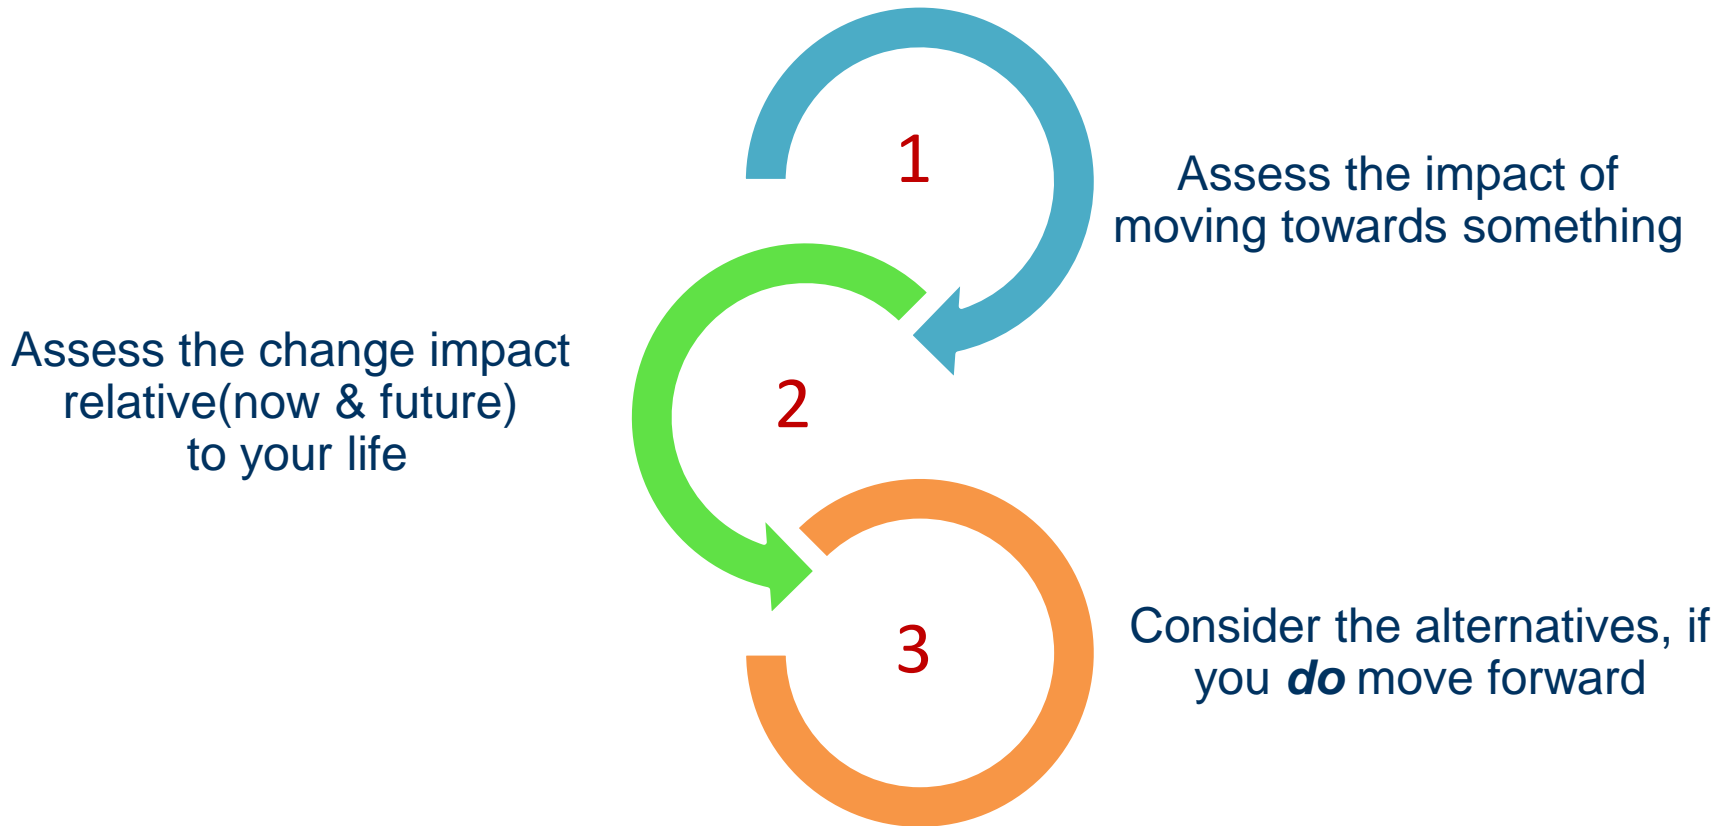 1
Assess the impact of
moving towards something
Assess the change impact
relative(now & future)
to your life
2
3
Consider the alternatives, if
you do move forward